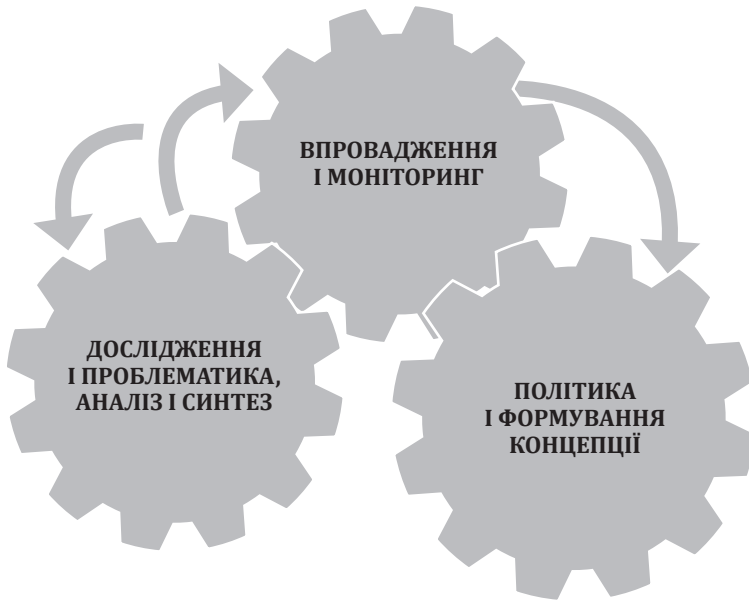 ВПРОВАДЖЕННЯ
І МОНІТОРИНГ
ДОСЛІДЖЕННЯ
І ПРОБЛЕМАТИКА,
АНАЛІЗ І СИНТЕЗ
ПОЛІТИКА
І ФОРМУВАННЯ
КОНЦЕПЦІЇ